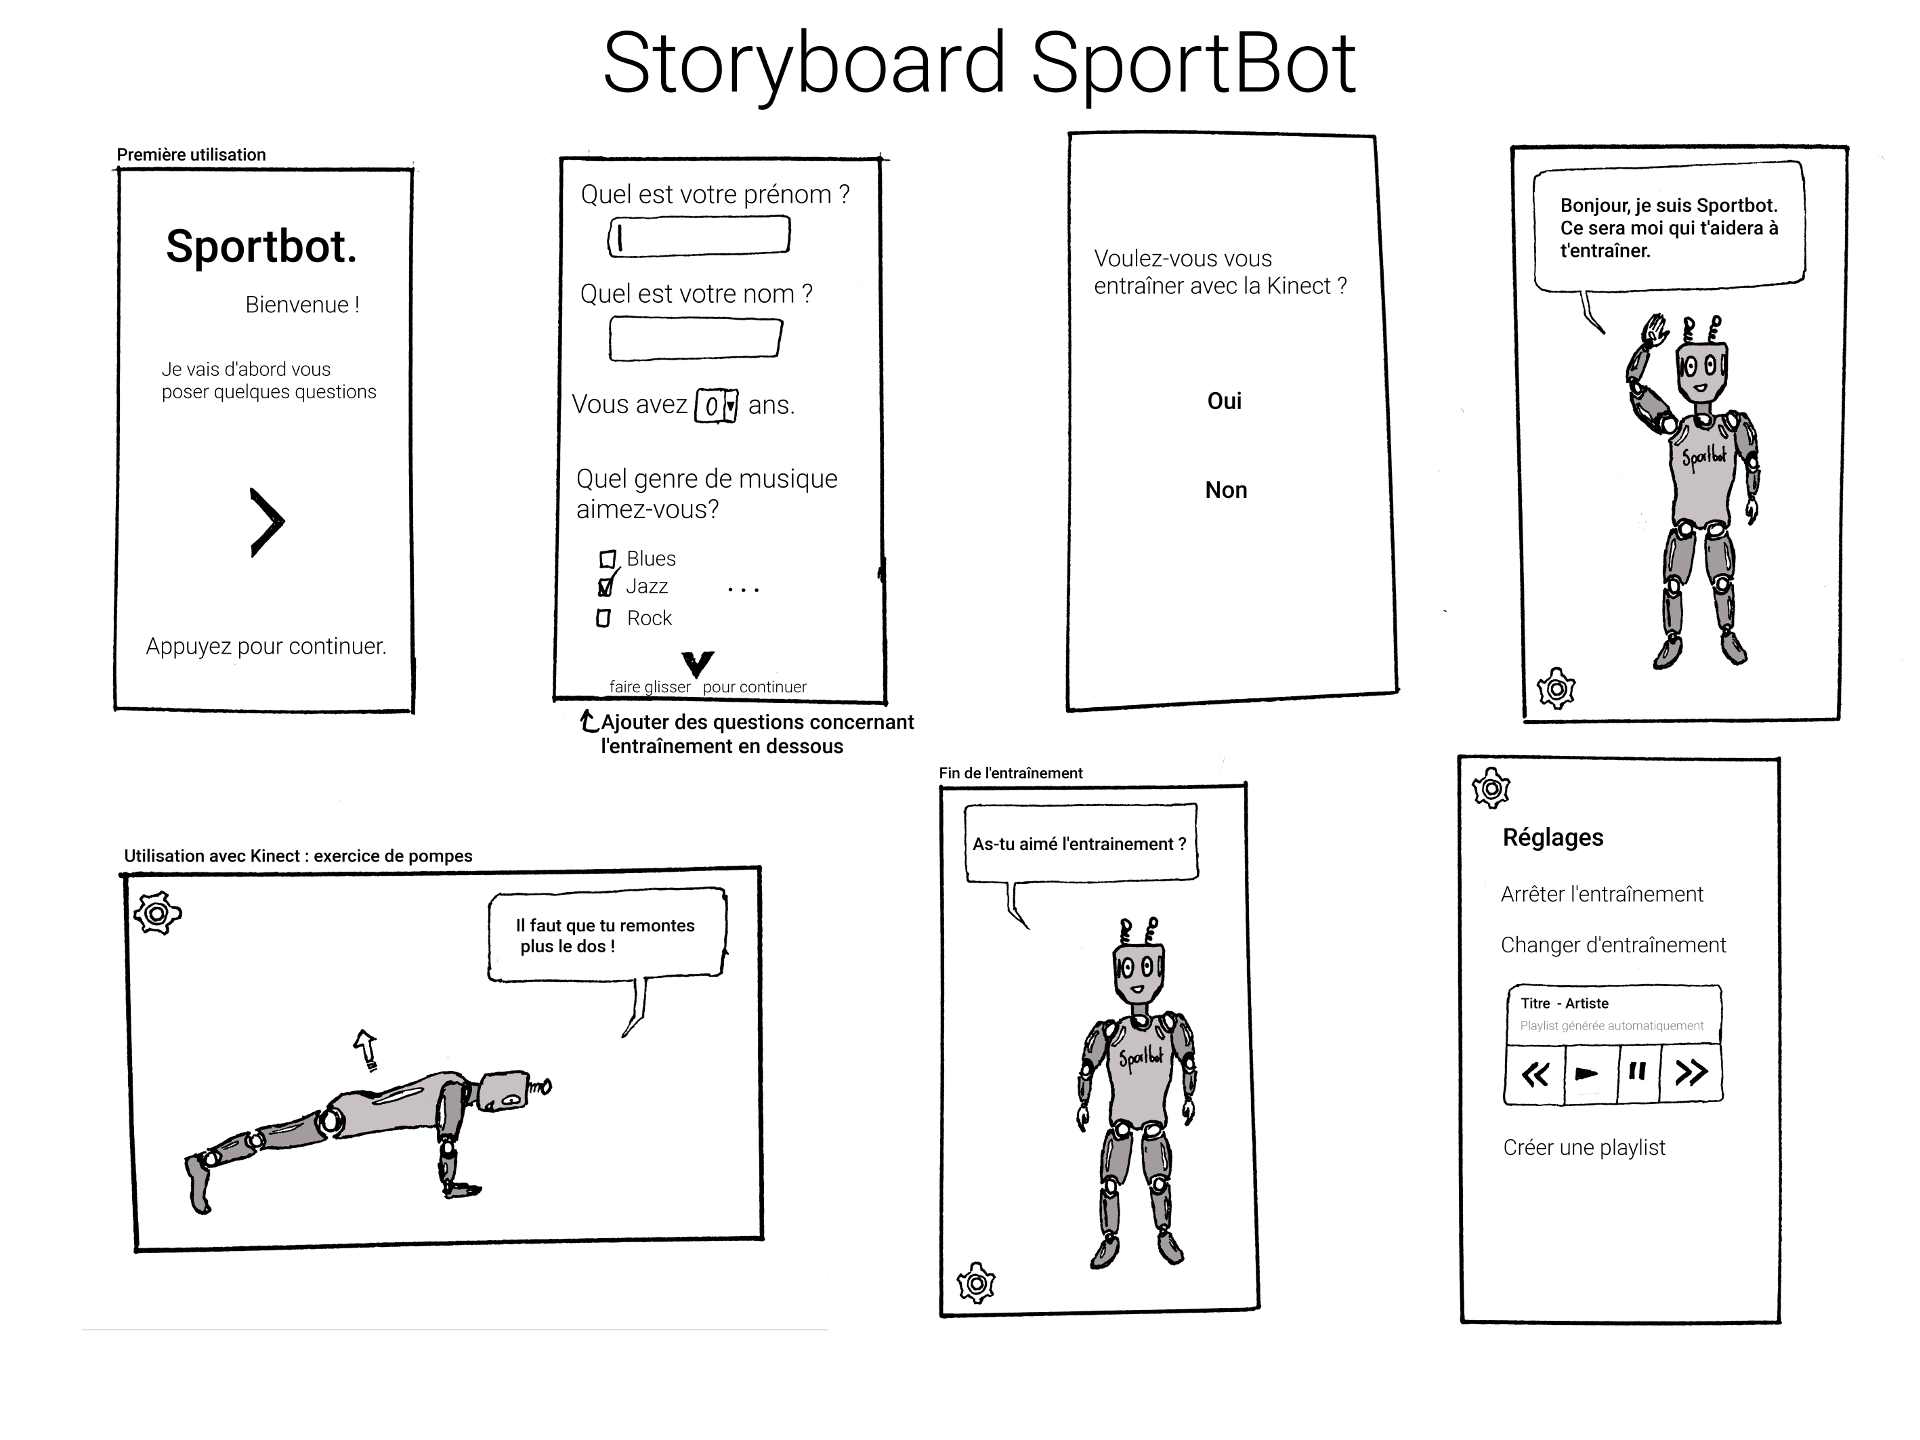 Storyboard SportBot
Première utilisation
Sportbot.
Bienvenue !
Je vais d'abord vous
poser quelques questions
Appuyez pour continuer.
Quel est votre prénom ?
Quel est votre nom ?
Vous avez 0 ans.
Quel genre de musique
aimez-vous?
Blues
Jazz
...
Rock
faire glisser pour continuer
Ajouter des questions concernant
l'entraînement en dessous
Voulez-vous vous
entraîner avec la Kinect ?
Oui
Non
Bonjour, je suis Sportbot.
Ce sera moi qui t'aidera à
t'entraîner.
Sportbot
Utilisation avec Kinect : exercice de pompes
Il faut que tu remontes
plus le dos !
Fin de l'entraînement
As-tu aimé l'entrainement ?
Sportbot
Réglages
Arrêter l'entraînement
Changer d'entraînement
Titre - Artiste
Playlist générée automatiquement
Créer une playlist